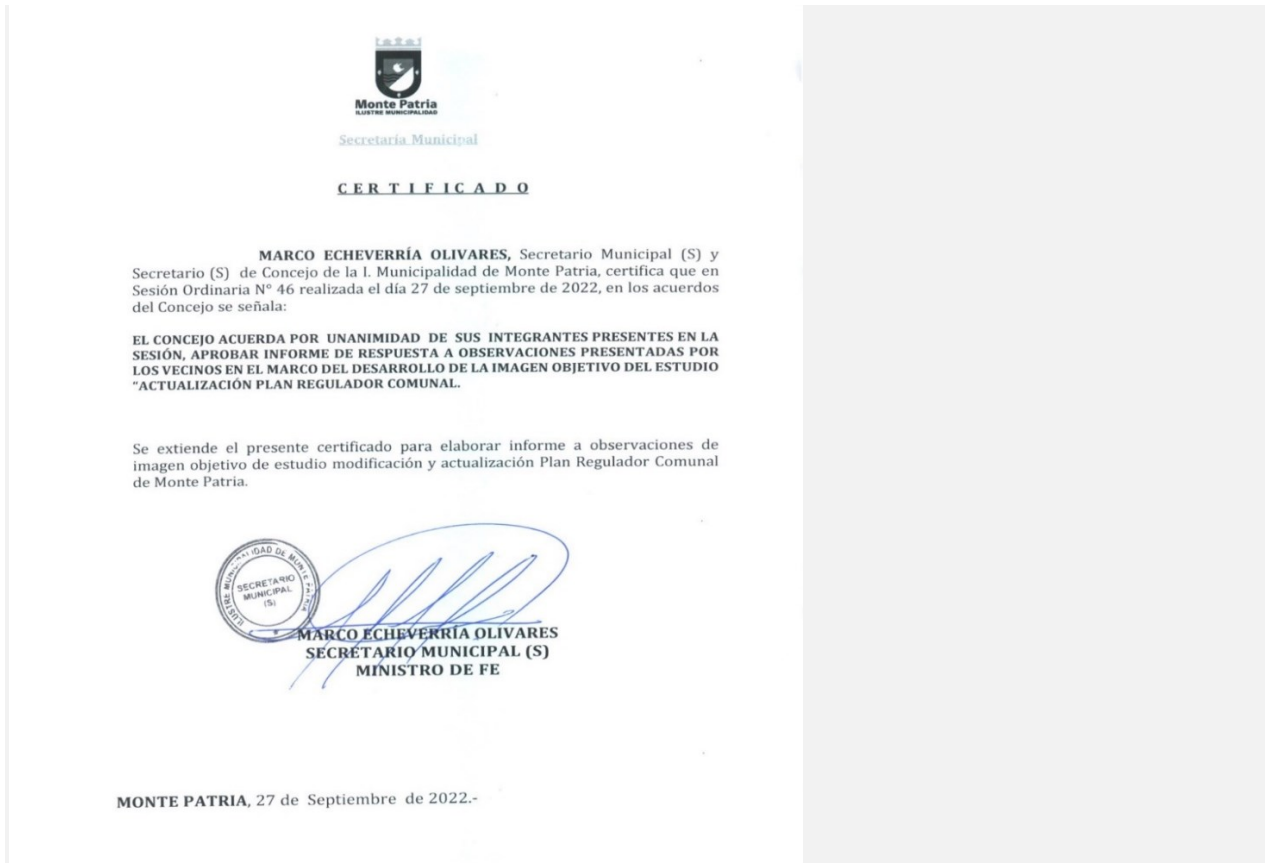 Monte Patria
ILUSTRE MUNICIPALIDAD
Secretaría Municipal
C E R T I F I C A D O
MARCO ECHEVERRÍA OLIVARES, Secretario Municipal (S) y
Secretario (S) de Concejo de la I. Municipalidad de Monte Patria, certifica que en
Sesión Ordinaria N° 46 realizada el día 27 de septiembre de 2022, en los acuerdos
del Concejo se señala:
EL CONCEJO ACUERDA POR UNANIMIDAD DE SUS INTEGRANTES PRESENTES EN LA
SESIÓN, APROBAR INFORME DE RESPUESTA A OBSERVACIONES PRESENTADAS POR
LOS VECINOS EN EL MARCO DEL DESARROLLO DE LA IMAGEN OBJETIVO DEL ESTUDIO
"ACTUALIZACIÓN PLAN REGULADOR COMUNAL.
Se extiende el presente certificado para elaborar informe a observaciones de
imagen objetivo de estudio modificación y actualización Plan Regulador Comunal
de Monte Patria.
ILUSTRE MUNICIPALIDAD DE MONTE PATRIA
SECRETARIO
MUNICIPAL
(S)
MARCO ECHEVERRÍA OLIVARES
SECRETARIO MUNICIPAL (S)
MINISTRO DE FE
MONTE PATRIA, 27 de Septiembre de 2022.-